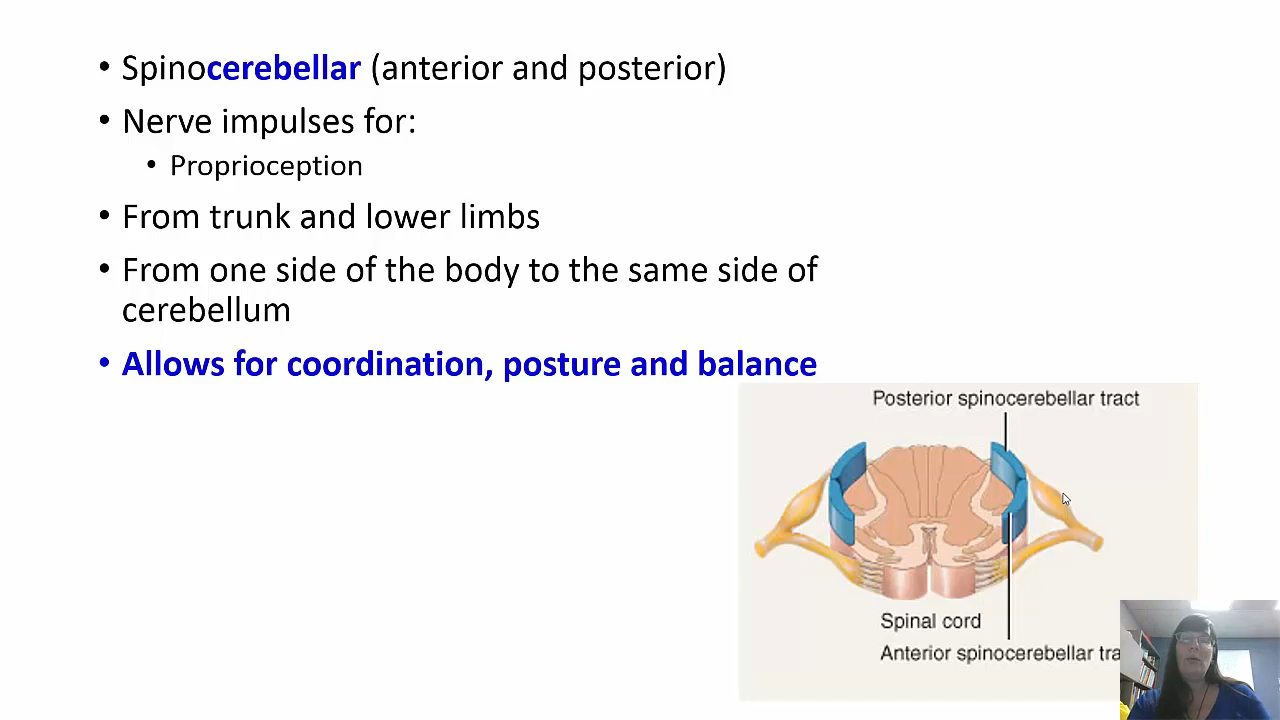 • Spinocerebellar (anterior and posterior)
• Nerve impulses for:
• Proprioception
• From trunk and lower limbs
• From one side of the body to the same side of
cerebellum
• Allows for coordination, posture and balance
Posterior spinocerebellar tract
Spinal cord
Anterior spinocerebellar tra